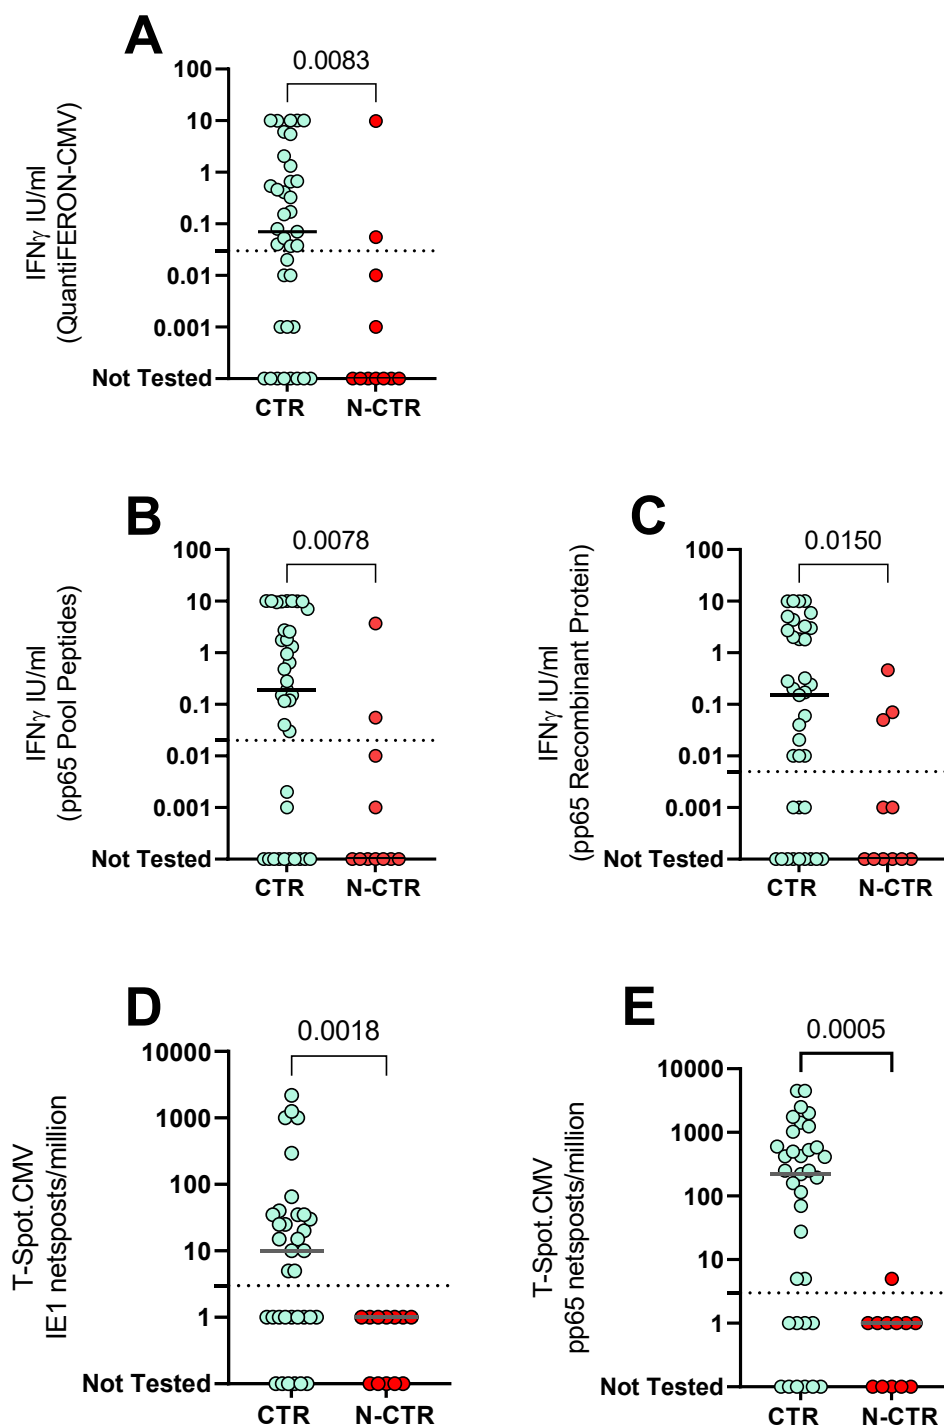 A
0.0083
100
10
1
0.1
0.01
0.001
Not Tested
IFNγ IU/ml
(QuantiFERON-CMV)
CTR
N-CTR
B
0.0078
100
10
1
0.1
0.01
0.001
Not Tested
IFNγ IU/ml
(pp65 Pool Peptides)
CTR
N-CTR
C
0.0150
100
10
1
0.1
0.01
0.001
Not Tested
IFNγ IU/ml
(pp65 Recombinant Protein)
CTR
N-CTR
D
0.0018
10000
1000
100
10
1
Not Tested
T-Spot.CMV
IE1 netsposts/million
CTR
N-CTR
E
0.0005
10000
1000
100
10
1
Not Tested
T-Spot.CMV
pp65 netsposts/million
CTR
N-CTR